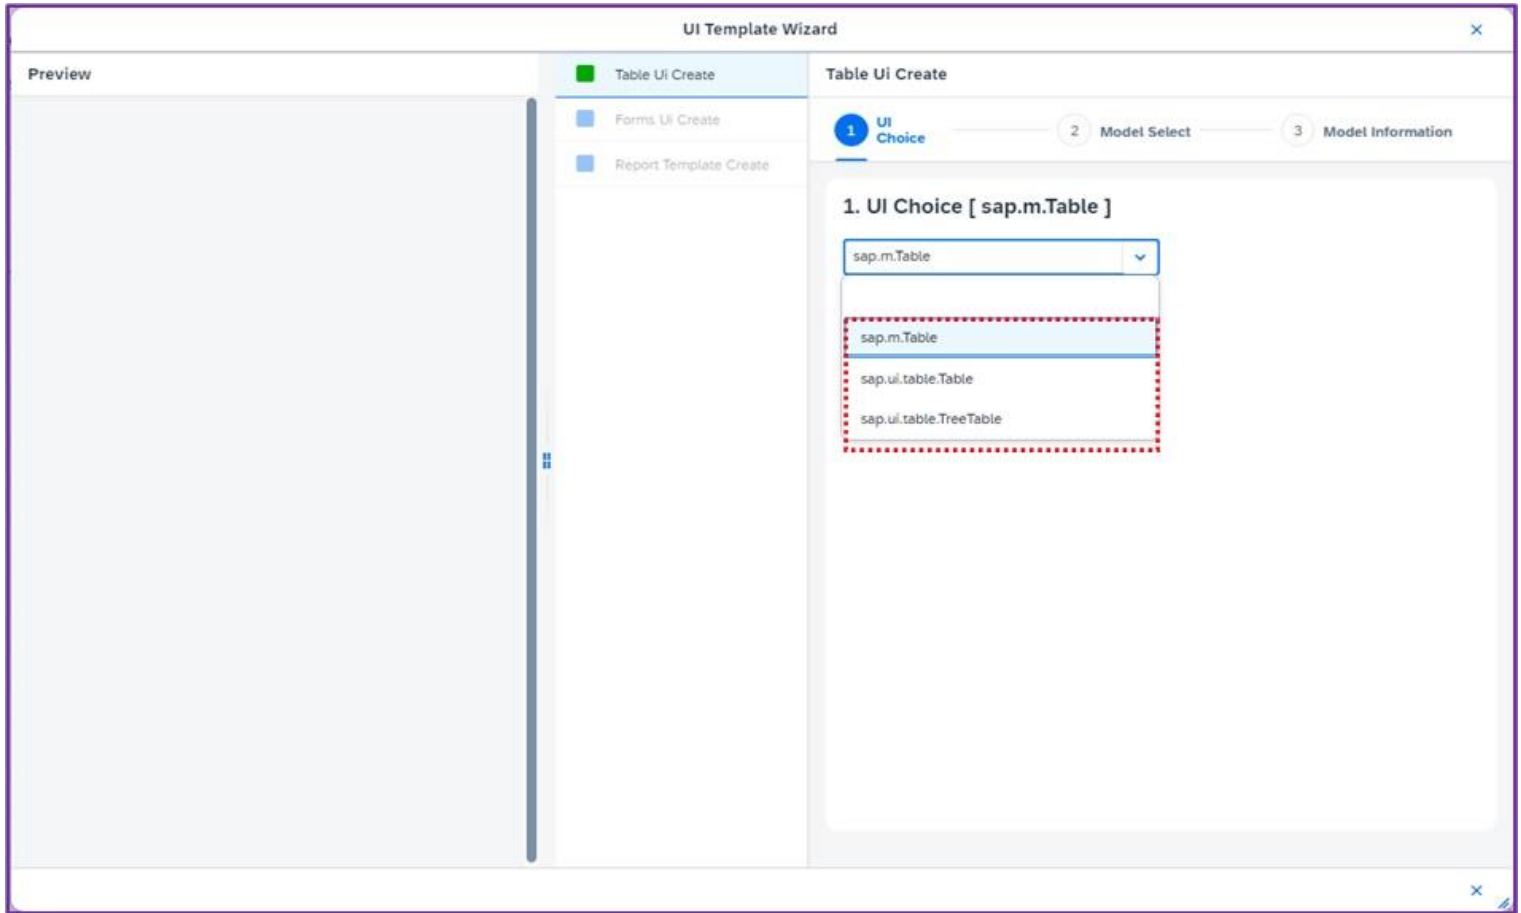 UI Template Wizard
Preview
Table Ui Create
Forms Ui Create
Report Template Create
Table Ui Create
1 UI Choice
2 Model Select
3 Model Information
1. UI Choice [ sap.m.Table ]
sap.m.Table
sap.m.Table
sap.ui.table.Table
sap.ui.table.TreeTable